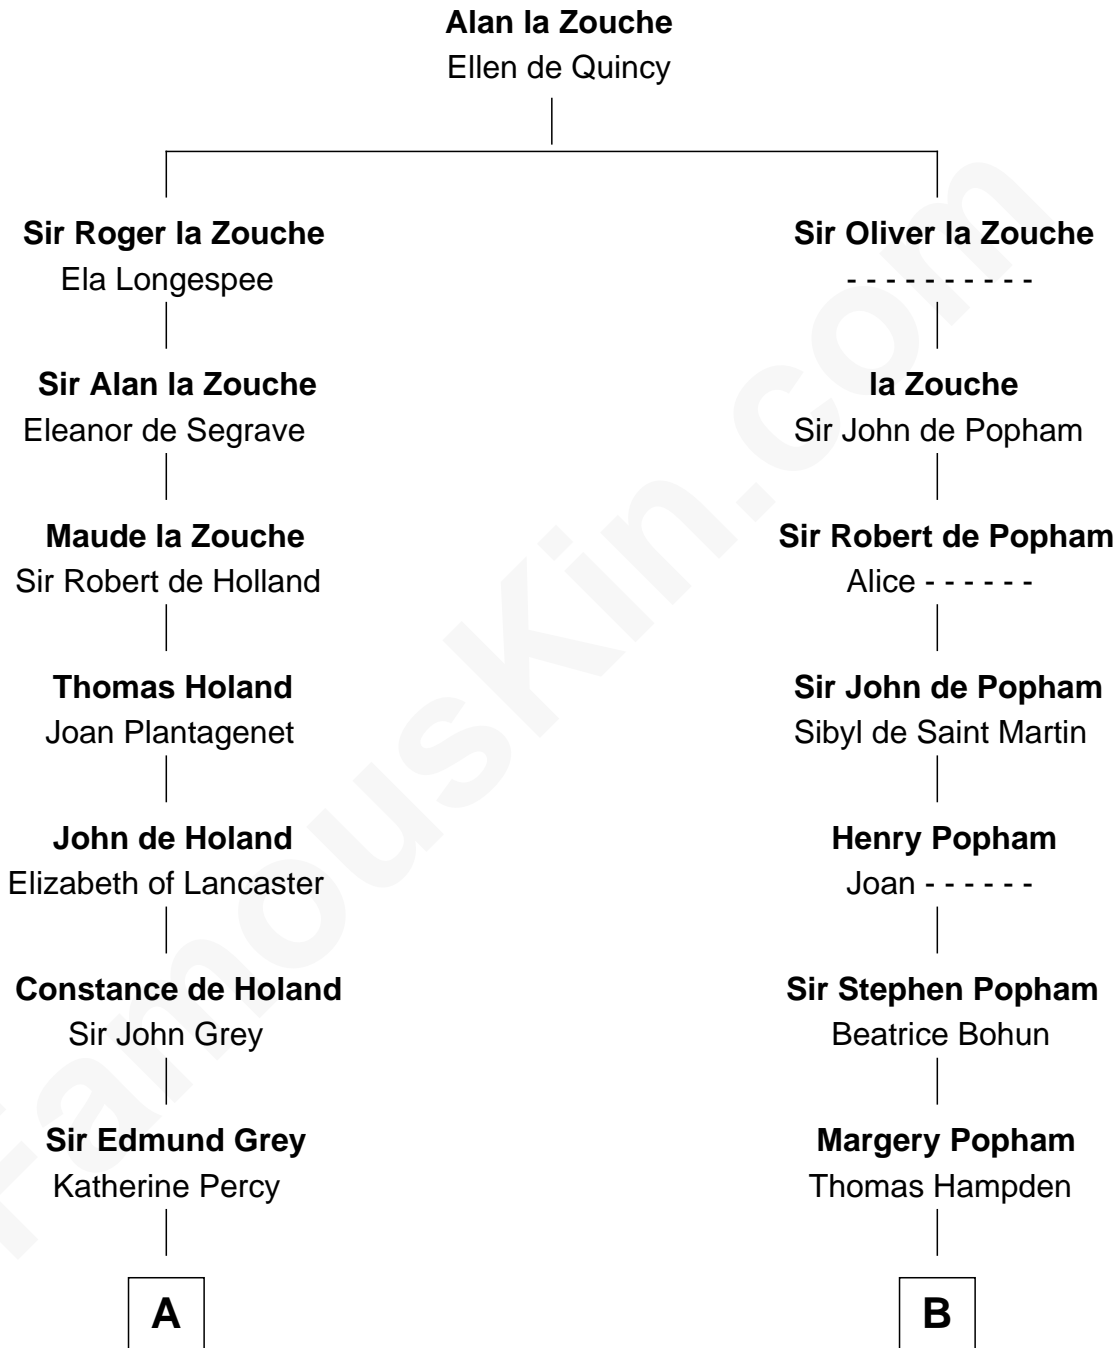 Alan la Zouche
Ellen de Quincy
Sir Roger la Zouche
Ela Longespee
Sir Alan la Zouche
Eleanor de Segrave
Maude la Zouche
Sir Robert de Holland
Thomas Holand
Joan Plantagenet
John de Holand
Elizabeth of Lancaster
Constance de Holand
Sir John Grey
Sir Edmund Grey
Katherine Percy
A
Sir Oliver la Zouche
- - - - - - - - - -
la Zouche
Sir John de Popham
Sir Robert de Popham
Alice - - - - - -
Sir John de Popham
Sibyl de Saint Martin
Henry Popham
Joan - - - - - -
Sir Stephen Popham
Beatrice Bohun
Margery Popham
Thomas Hampden
B
FamousKin.com